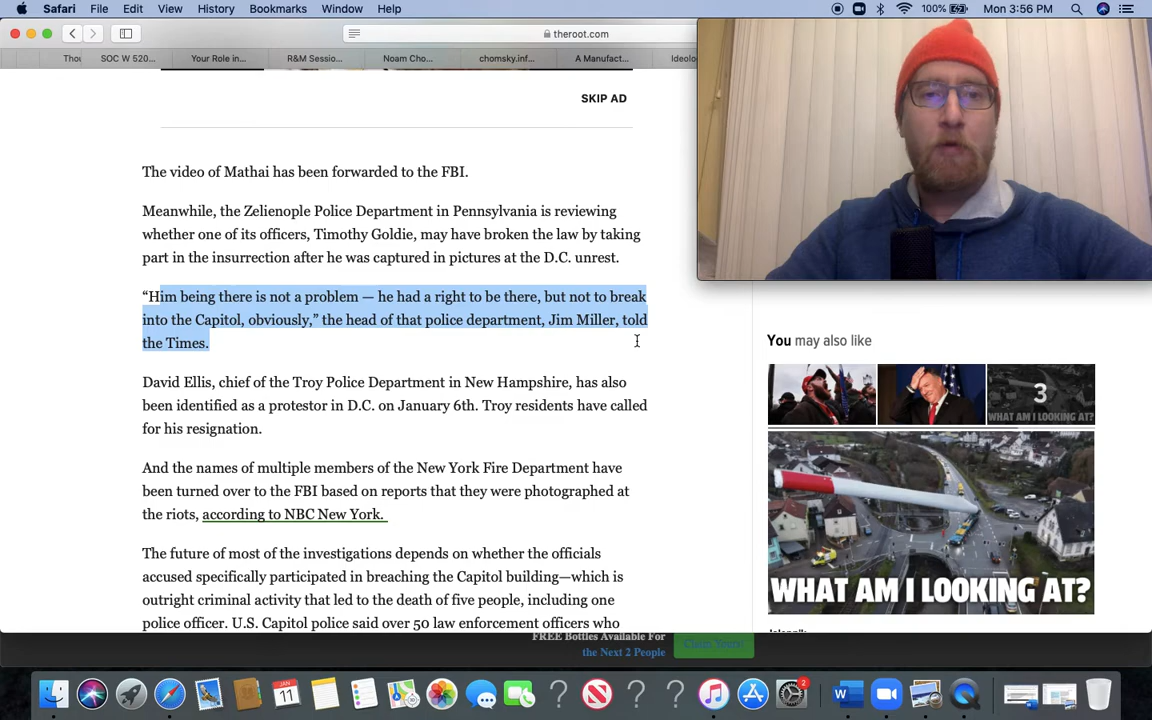 Safari File Edit View History Bookmarks Window Help 100% Mon 3:56 PM
theroot.com
Thou SOC W 520... Your Role in... R&M Sessio... Noam Cho... chomsky.inf... A Manufact... Ideolo
SKIP AD
The video of Mathai has been forwarded to the FBI.
Meanwhile, the Zelienople Police Department in Pennsylvania is reviewing
whether one of its officers, Timothy Goldie, may have broken the law by taking
part in the insurrection after he was captured in pictures at the D.C. unrest.
“Him being there is not a problem — he had a right to be there, but not to break
into the Capitol, obviously,” the head of that police department, Jim Miller, told
the Times.
David Ellis, chief of the Troy Police Department in New Hampshire, has also
been identified as a protestor in D.C. on January 6th. Troy residents have called
for his resignation.
And the names of multiple members of the New York Fire Department have
been turned over to the FBI based on reports that they were photographed at
the riots, according to NBC New York.
The future of most of the investigations depends on whether the officials
accused specifically participated in breaching the Capitol building—which is
outright criminal activity that led to the death of five people, including one
police officer. U.S. Capitol police said over 50 law enforcement officers who
You may also like
3
WHAT AM I LOOKING AT?
WHAT AM I LOOKING AT?
FREE Bottles Available For
the Next 2 People
JAN
11
2